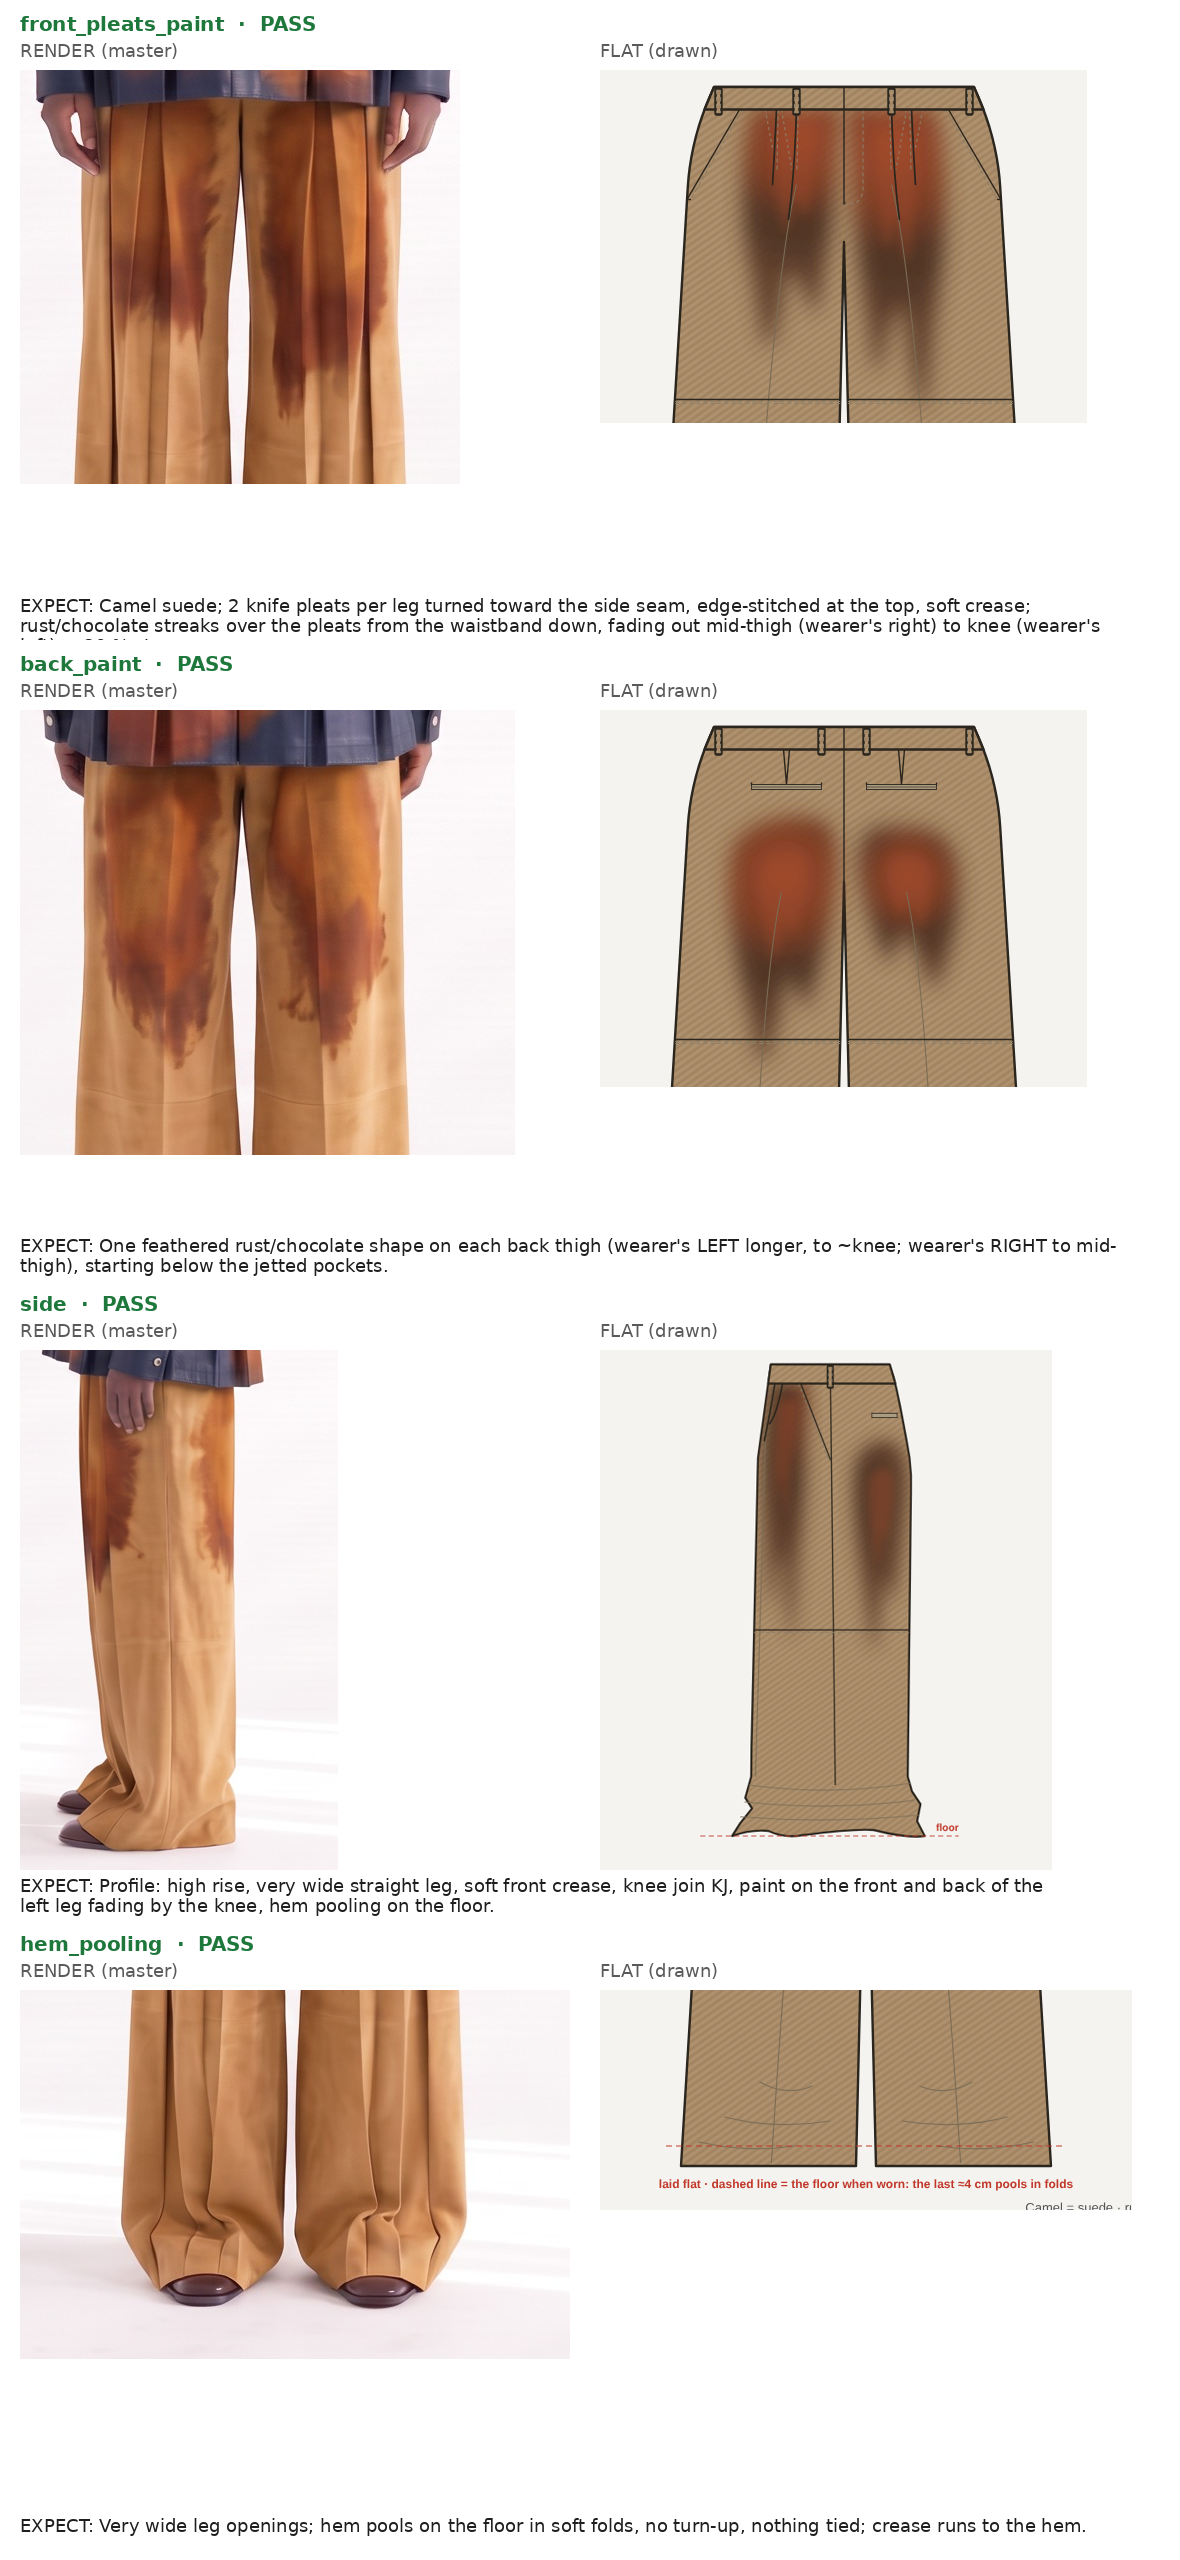 front_pleats_paint · PASS
RENDER (master)
FLAT (drawn)
EXPECT: Camel suede; 2 knife pleats per leg turned toward the side seam, edge-stitched at the top, soft crease;
rust/chocolate streaks over the pleats from the waistband down, fading out mid-thigh (wearer's right) to knee (wearer's
back_paint · PASS
RENDER (master)
FLAT (drawn)
EXPECT: One feathered rust/chocolate shape on each back thigh (wearer's LEFT longer, to ~knee; wearer's RIGHT to mid-
thigh), starting below the jetted pockets.
side · PASS
RENDER (master)
FLAT (drawn)
floor
EXPECT: Profile: high rise, very wide straight leg, soft front crease, knee join KJ, paint on the front and back of the
left leg fading by the knee, hem pooling on the floor.
hem_pooling · PASS
RENDER (master)
FLAT (drawn)
laid flat · dashed line = the floor when worn: the last ≈4 cm pools in folds
Camel = suede ·
EXPECT: Very wide leg openings; hem pools on the floor in soft folds, no turn-up, nothing tied; crease runs to the hem.